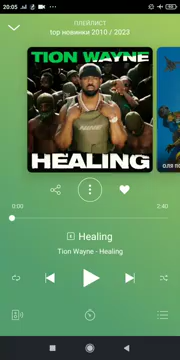 20:05
ПЛЕЙЛИСТ
top новинки 2010 / 2023
TION WAYNE
HEALING
0:00
2:40
Healing
Tion Wayne - Healing